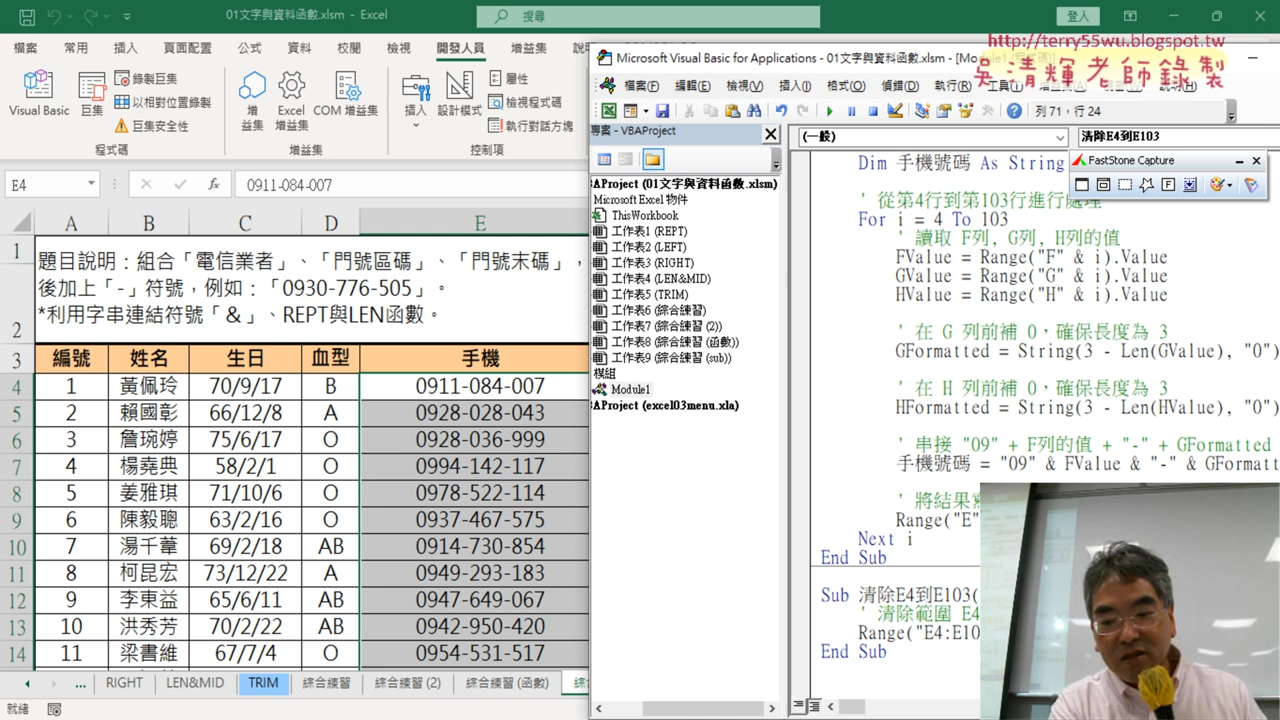 01文字與資料函數.xlsm - Excel
搜尋
登入
檔案 常用 插入 頁面配置 公式 資料 校閱 檢視 開發人員 增益集
Visual Basic
巨集
錄製巨集
以相對位置錄製
巨集安全性
程式碼
增益集
Excel 增益集
COM 增益集
增益集
插入
設計模式
屬性
檢視程式碼
執行對話方塊
控制項
E4
fx
0911-084-007
A B C D E
1 題目說明：組合「電信業者」、「門號區碼」、「門號末碼」，
後加上「-」符號，例如：「0930-776-505」。
2 *利用字串連結符號「&」、REPT與LEN函數。
3 編號 姓名 生日 血型 手機
4 1 黃佩玲 70/9/17 B 0911-084-007
5 2 賴國彰 66/12/8 A 0928-028-043
6 3 詹琬婷 75/6/17 O 0928-036-999
7 4 楊堯典 58/2/1 O 0994-142-117
8 5 姜雅琪 71/10/6 O 0978-522-114
9 6 陳毅聰 63/2/16 O 0937-467-575
10 7 湯千葦 69/2/18 AB 0914-730-854
11 8 柯昆宏 73/12/22 A 0949-293-183
12 9 李東益 65/6/11 AB 0947-649-067
13 10 洪秀芳 70/2/22 AB 0942-950-420
14 11 梁書維 67/7/4 O 0954-531-517
... RIGHT LEN&MID TRIM 綜合練習 綜合練習 (2) 綜合練習 (函數)
就緒
http://terry55wu.blogspot.tw
吳清輝老師錄製
Microsoft Visual Basic for Applications - 01文字與資料函數.xlsm - [Mo
檔案(F) 編輯(E) 檢視(V) 插入(I) 格式(O) 偵錯(D) 執行(R) 工具(T)
列 71，行 24
專案 - VBAProject
BAProject (01文字與資料函數.xlsm)
Microsoft Excel 物件
ThisWorkbook
工作表1 (REPT)
工作表2 (LEFT)
工作表3 (RIGHT)
工作表4 (LEN&MID)
工作表5 (TRIM)
工作表6 (綜合練習)
工作表7 (綜合練習 (2))
工作表8 (綜合練習 (函數))
工作表9 (綜合練習 (sub))
模組
Module1
BAProject (excel03menu.xla)
(一般)
清除E4到E103
FastStone Capture
Dim 手機號碼 As String
' 從第4行到第103行進行處理
For i = 4 To 103
' 讀取 F列, G列, H列的值
FValue = Range("F" & i).Value
GValue = Range("G" & i).Value
HValue = Range("H" & i).Value
' 在 G 列前補 0, 確保長度為 3
GFormatted = String(3 - Len(GValue), "0")
' 在 H 列前補 0, 確保長度為 3
HFormatted = String(3 - Len(HValue), "0")
' 串接 "09" + F列的值 + "-" + GFormatted
手機號碼 = "09" & FValue & "-" & GFormatt
' 將結果
Range("E"
Next i
End Sub
Sub 清除E4到E103(
' 清除範圍 E4
Range("E4:E10
End Sub